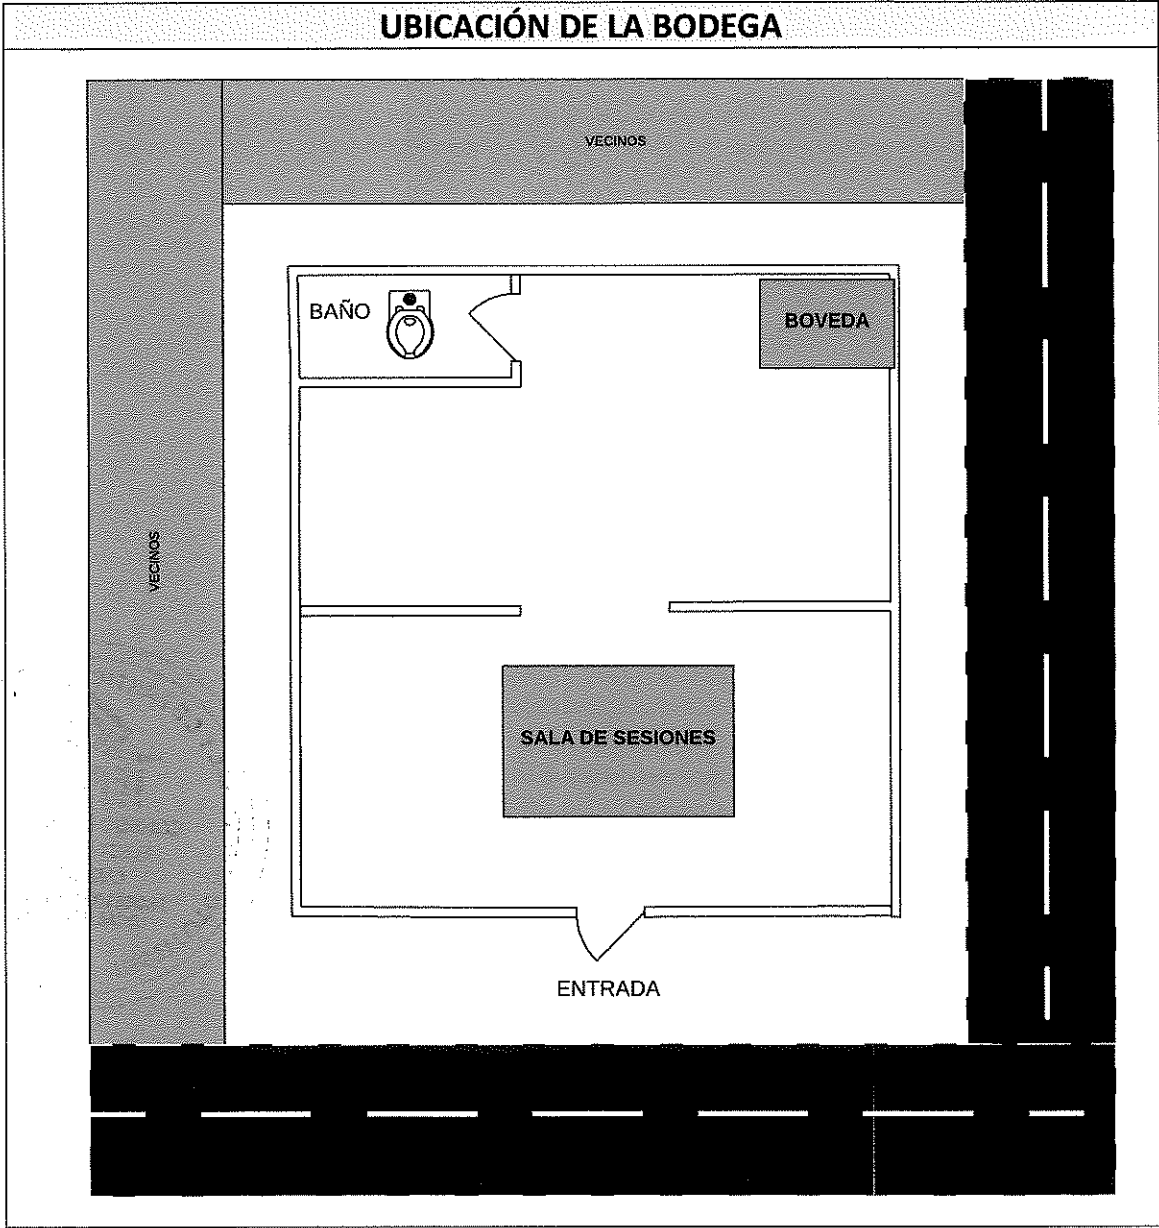 UBICACIÓN DE LA BODEGA
VECINOS
BAÑO
BOVEDA
VECINOS
SALA DE SESIONES
ENTRADA